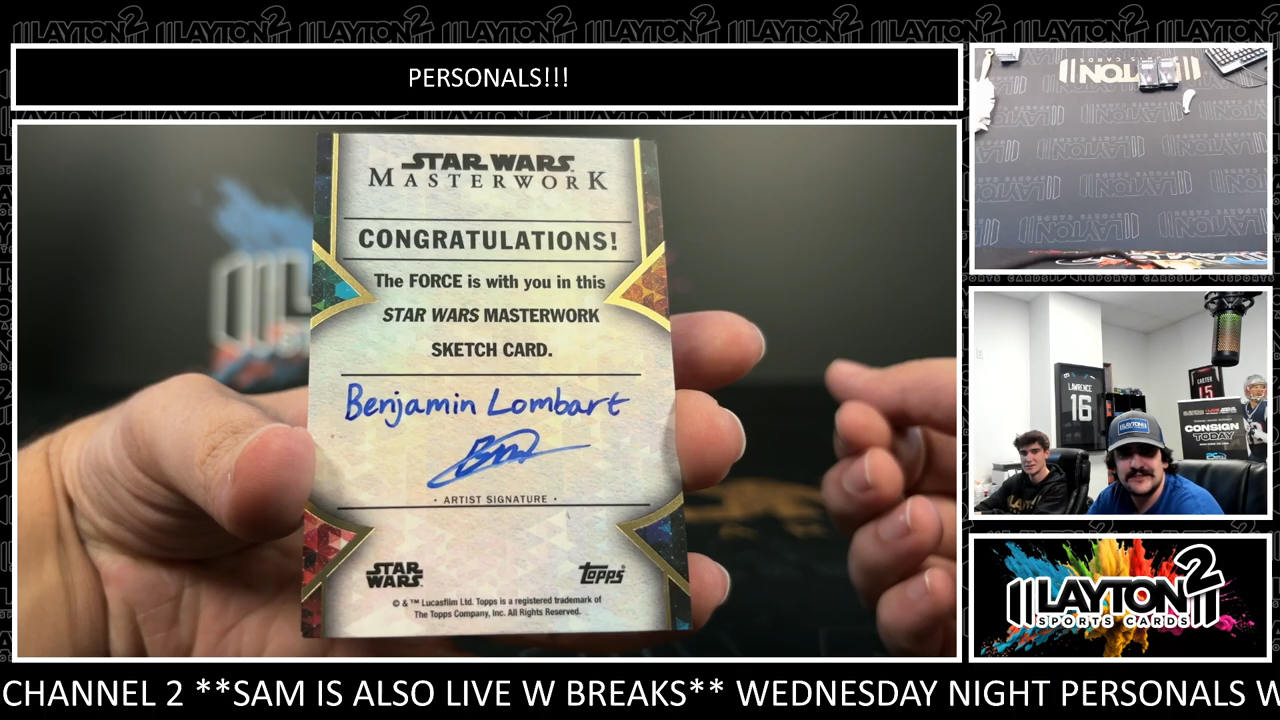 PERSONALS!!!
STAR WARS
MASTERWORK
CONGRATULATIONS!
The FORCE is with you in this
STAR WARS MASTERWORK
SKETCH CARD.
Benjamin Lombart
• ARTIST SIGNATURE •
STAR
WARS
Topps®
© & ™ Lucasfilm Ltd. Topps is a registered trademark of
The Topps Company, Inc. All Rights Reserved.
LAYTON
LAWRENCE
16
CARTER
15
CONSIGN
TODAY
LAYTON 2
SPORTS CARDS
CHANNEL 2 **SAM IS ALSO LIVE W BREAKS** WEDNESDAY NIGHT PERSONALS W